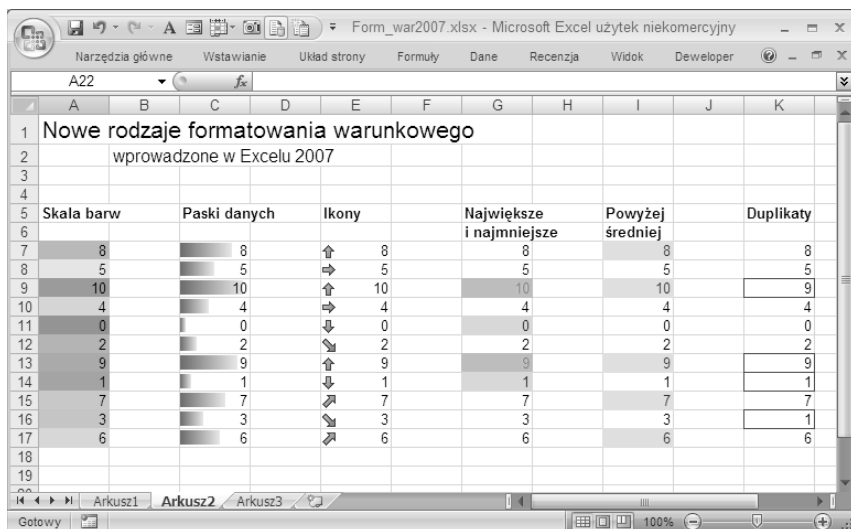 Form_war2007.xlsx - Microsoft Excel użytek niekomercyjny
Narzędzia główne Wstawianie Układ strony Formuły Dane Recenzja Widok Deweloper
A22 fx
A B C D E F G H I J K
1 Nowe rodzaje formatowania warunkowego
2 wprowadzone w Excelu 2007
3
4
5 Skala barw Paski danych Ikony Największe Powyżej Duplikaty
6 i najmniejsze średniej
7 8 8 8 8 8 8
8 5 5 5 5 5 5
9 10 10 10 10 10 9
10 4 4 4 4 4 4
11 0 0 0 0 0 0
12 2 2 2 2 2 2
13 9 9 9 9 9 9
14 1 1 1 1 1 1
15 7 7 7 7 7 7
16 3 3 3 3 3 1
17 6 6 6 6 6 6
18
19
Arkusz1 Arkusz2 Arkusz3
Gotowy 100%